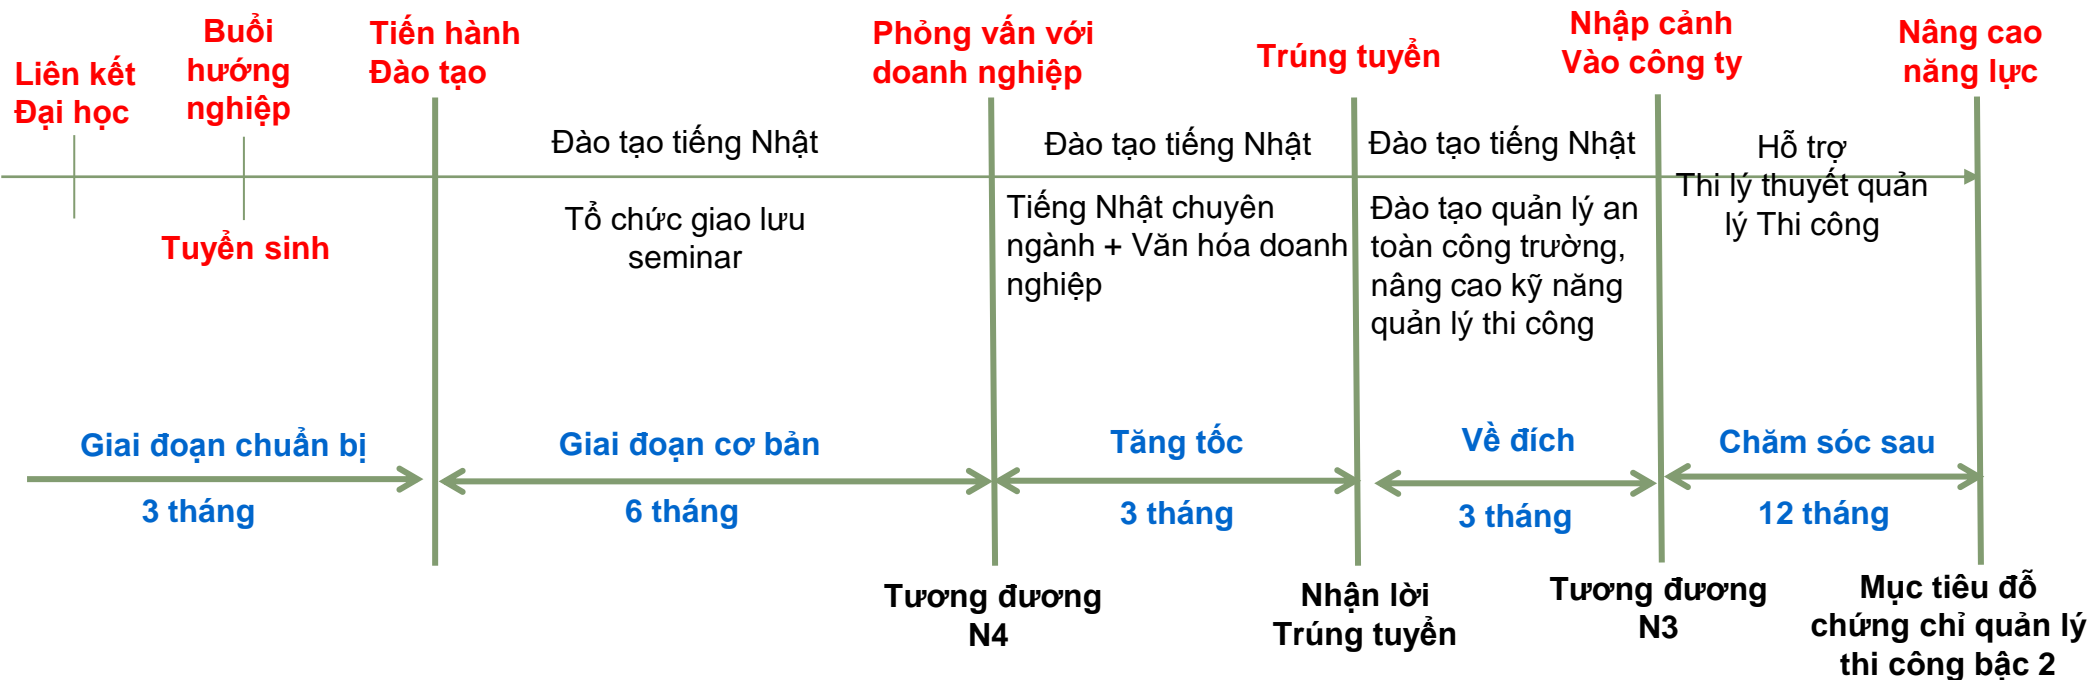 Liên kết
Đại học
Buổi
hướng
nghiệp
Tiến hành
Đào tạo
Phỏng vấn với
doanh nghiệp
Trúng tuyển
Nhập cảnh
Vào công ty
Nâng cao
năng lực
Tuyển sinh
Đào tạo tiếng Nhật
Tổ chức giao lưu
seminar
Đào tạo tiếng Nhật
Tiếng Nhật chuyên
ngành + Văn hóa doanh
nghiệp
Đào tạo tiếng Nhật
Đào tạo quản lý an
toàn công trường,
nâng cao kỹ năng
quản lý thi công
Hỗ trợ
Thi lý thuyết quản
lý Thi công
Giai đoạn chuẩn bị
3 tháng
Giai đoạn cơ bản
6 tháng
Tăng tốc
3 tháng
Về đích
3 tháng
Chăm sóc sau
12 tháng
Tương đương
N4
Nhận lời
Trúng tuyển
Tương đương
N3
Mục tiêu đỗ
chứng chỉ quản lý
thi công bậc 2